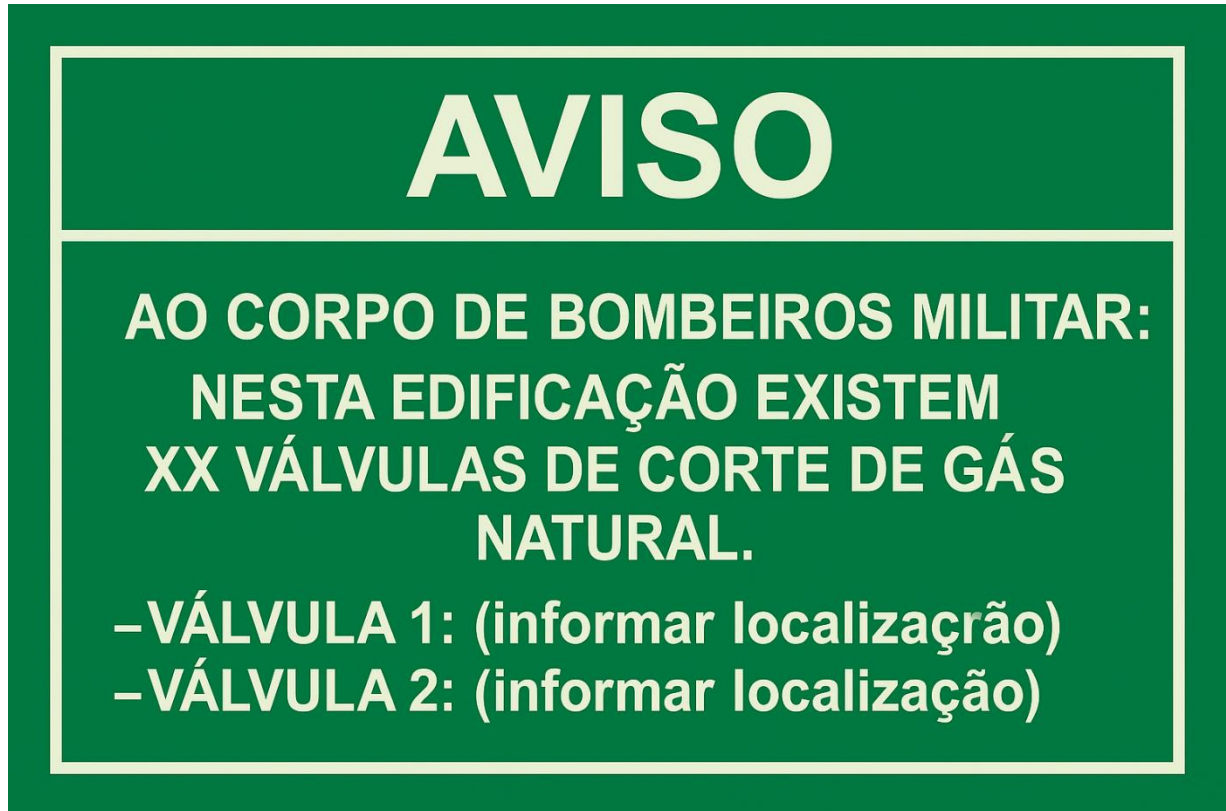 AVISO
AO CORPO DE BOMBEIROS MILITAR:
NESTA EDIFICAÇÃO EXISTEM
XX VÁLVULAS DE CORTE DE GÁS
NATURAL.
–VÁLVULA 1: (informar localizaçrão)
–VÁLVULA 2: (informar localização)